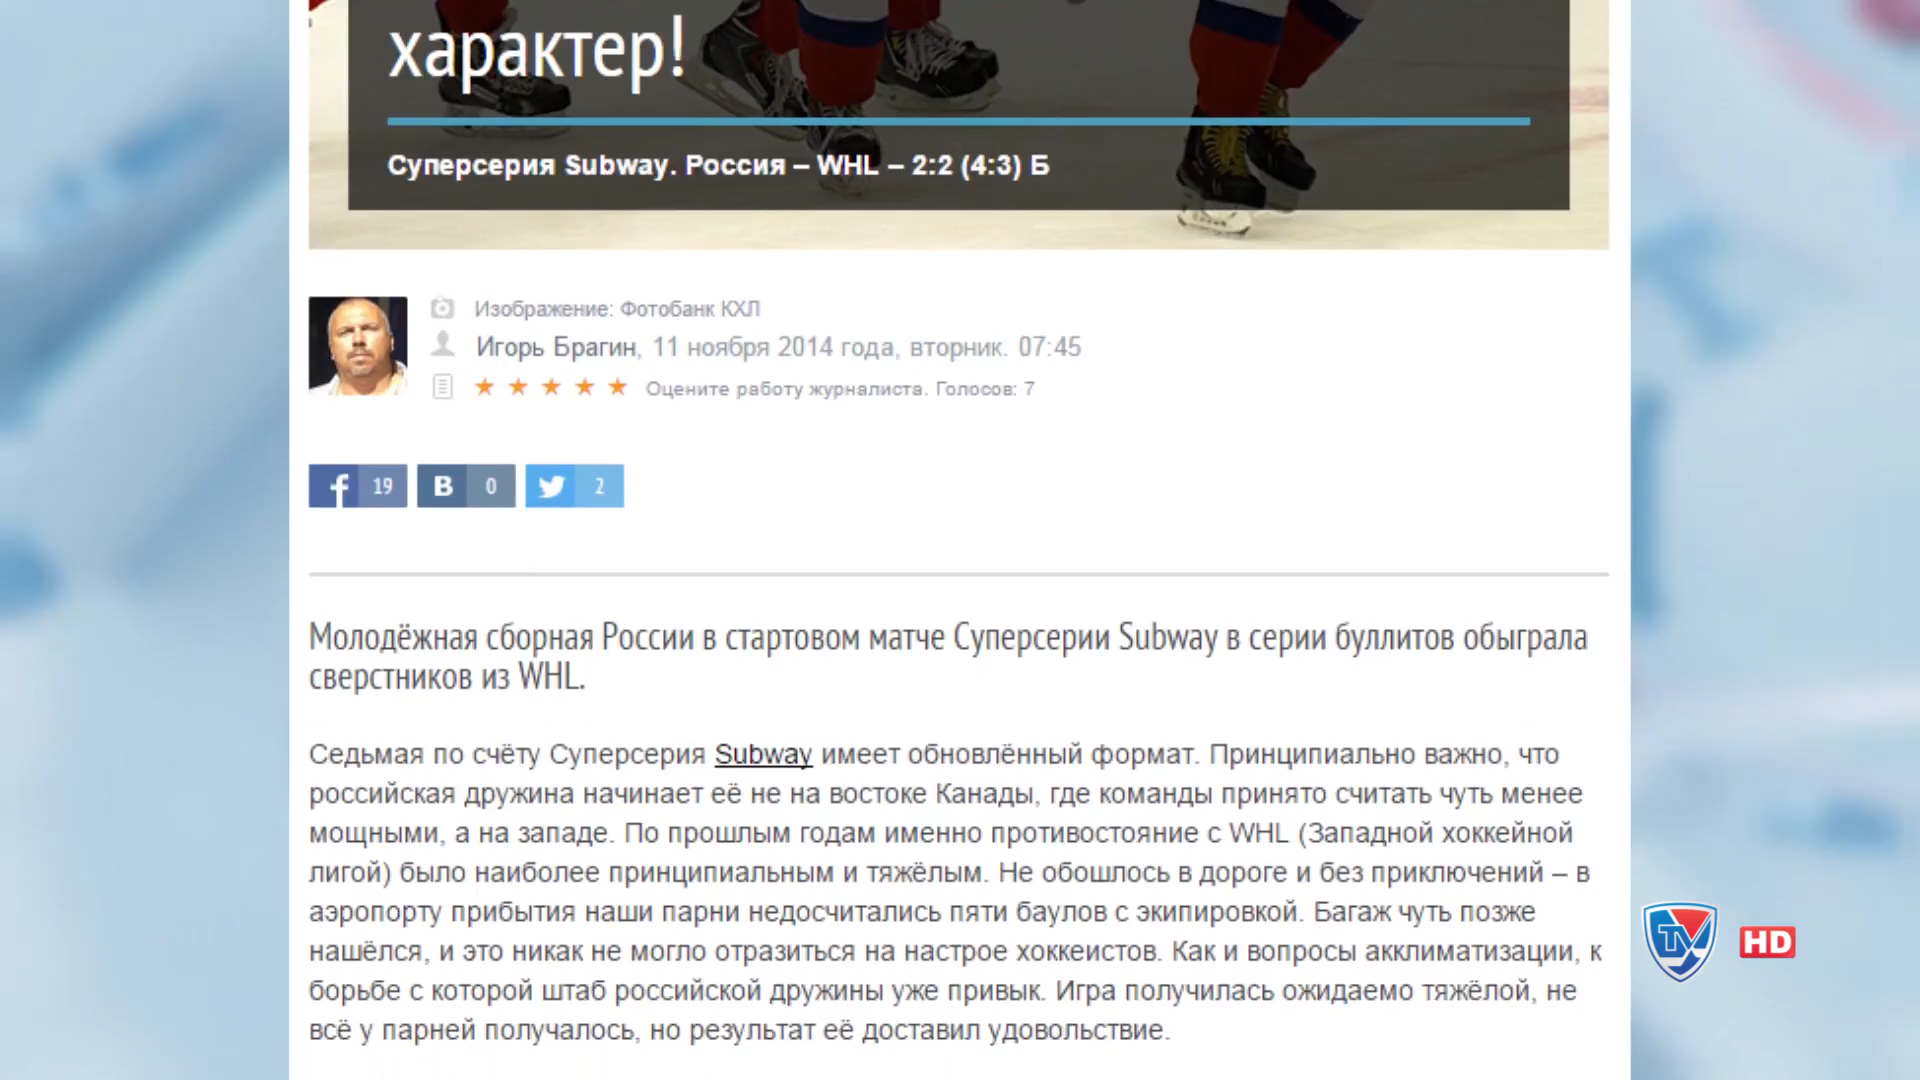 характер!
Суперсерия Subway. Россия – WHL – 2:2 (4:3) Б
Изображение: Фотобанк КХЛ
Игорь Брагин, 11 ноября 2014 года, вторник. 07:45
Оцените работу журналиста. Голосов: 7
f 19 B 0 2
Молодёжная сборная России в стартовом матче Суперсерии Subway в серии буллитов обыграла
сверстников из WHL.
Седьмая по счёту Суперсерия Subway имеет обновлённый формат. Принципиально важно, что
российская дружина начинает её не на востоке Канады, где команды принято считать чуть менее
мощными, а на западе. По прошлым годам именно противостояние с WHL (Западной хоккейной
лигой) было наиболее принципиальным и тяжёлым. Не обошлось в дороге и без приключений – в
аэропорту прибытия наши парни недосчитались пяти баулов с экипировкой. Багаж чуть позже
нашёлся, и это никак не могло отразиться на настрое хоккеистов. Как и вопросы акклиматизации, к
борьбе с которой штаб российской дружины уже привык. Игра получилась ожидаемо тяжёлой, не
всё у парней получалось, но результат её доставил удовольствие.
TV HD